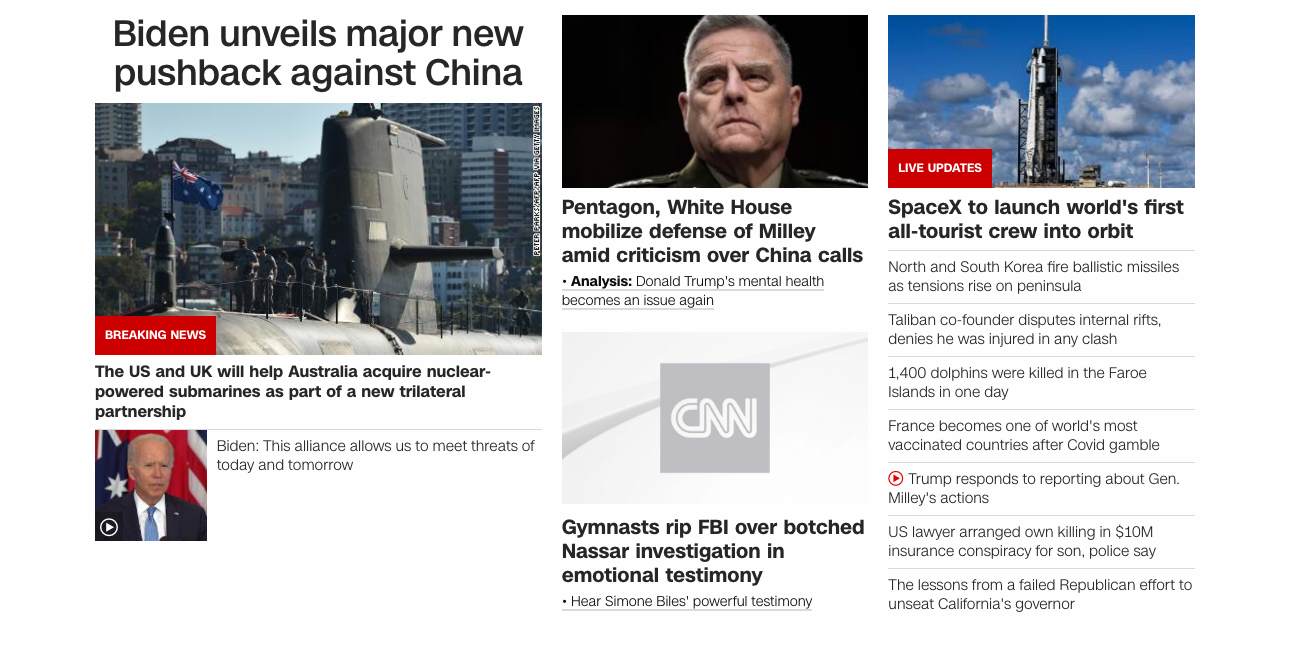 Biden unveils major new
pushback against China
PETER PARKS/AFP/AFP VIA GETTY IMAGES
BREAKING NEWS
The US and UK will help Australia acquire nuclear-
powered submarines as part of a new trilateral
partnership
Biden: This alliance allows us to meet threats of
today and tomorrow
Pentagon, White House
mobilize defense of Milley
amid criticism over China calls
• Analysis: Donald Trump's mental health
becomes an issue again
CNN
Gymnasts rip FBI over botched
Nassar investigation in
emotional testimony
• Hear Simone Biles' powerful testimony
LIVE UPDATES
SpaceX to launch world's first
all-tourist crew into orbit
North and South Korea fire ballistic missiles
as tensions rise on peninsula
Taliban co-founder disputes internal rifts,
denies he was injured in any clash
1,400 dolphins were killed in the Faroe
Islands in one day
France becomes one of world's most
vaccinated countries after Covid gamble
Trump responds to reporting about Gen.
Milley's actions
US lawyer arranged own killing in $10M
insurance conspiracy for son, police say
The lessons from a failed Republican effort to
unseat California's governor